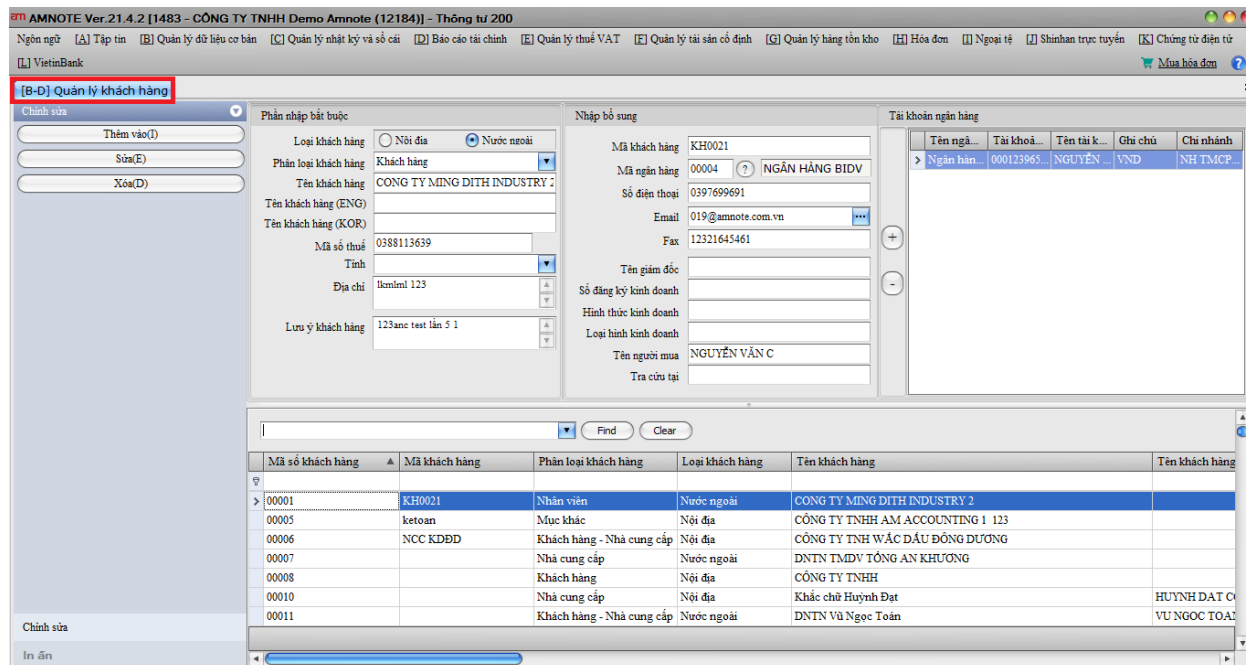 AMNOTE Ver.21.4.2 [1483 - CÔNG TY TNHH Demo Amnote (12184)] - Thông tư 200
Ngôn ngữ [A] Tập tin [B] Quản lý dữ liệu cơ bản [C] Quản lý nhật ký và sổ cái [D] Báo cáo tài chính [E] Quản lý thuế VAT [F] Quản lý tài sản cố định [G] Quản lý hàng tồn kho [H] Hóa đơn [I] Ngoại tệ [J] Shinhan trực tuyến [K] Chứng từ điện tử
[L] VietinBank Mua hóa đơn ?
[B-D] Quản lý khách hàng
Chỉnh sửa
Thêm vào(I)
Sửa(E)
Xóa(D)
Phần nhập bắt buộc
Loại khách hàng Nội địa Nước ngoài
Phân loại khách hàng Khách hàng
Tên khách hàng CONG TY MING DITH INDUSTRY 2
Tên khách hàng (ENG)
Tên khách hàng (KOR)
Mã số thuế 0388113639
Tỉnh
Địa chỉ lkmlml 123
Lưu ý khách hàng 123anc test lần 5 1
Nhập bổ sung
Mã khách hàng KH0021
Mã ngân hàng 00004 ? NGÂN HÀNG BIDV
Số điện thoại 0397699691
Email 019@amnote.com.vn ...
Fax 12321645461
Tên giám đốc
Số đăng ký kinh doanh
Hình thức kinh doanh
Loại hình kinh doanh
Tên người mua NGUYỄN VĂN C
Tra cứu tại
+
-
Tài khoản ngân hàng
Tên ngâ... Tài khoả... Tên tài k... Ghi chú Chi nhánh
Ngân hàn... 000123965... NGUYỄN ... VND NH TMCP...
Find Clear
Mã số khách hàng Mã khách hàng Phân loại khách hàng Loại khách hàng Tên khách hàng Tên khách hàng
00001 KH0021 Nhân viên Nước ngoài CONG TY MING DITH INDUSTRY 2
00005 ketoan Mục khác Nội địa CÔNG TY TNHH AM ACCOUNTING 1 123
00006 NCC KDĐD Khách hàng - Nhà cung cấp Nội địa CÔNG TY TNH WẮC DẦU ĐÔNG DƯƠNG
00007 Nhà cung cấp Nước ngoài DNTN TMDV TỐNG AN KHƯƠNG
00008 Khách hàng Nội địa CÔNG TY TNHH
00010 Nhà cung cấp Nội địa Khắc chữ Huỳnh Đạt HUYNH DAT C
00011 Khách hàng - Nhà cung cấp Nước ngoài DNTN Vũ Ngọc Toán VU NGOC TOA
Chỉnh sửa
In ấn